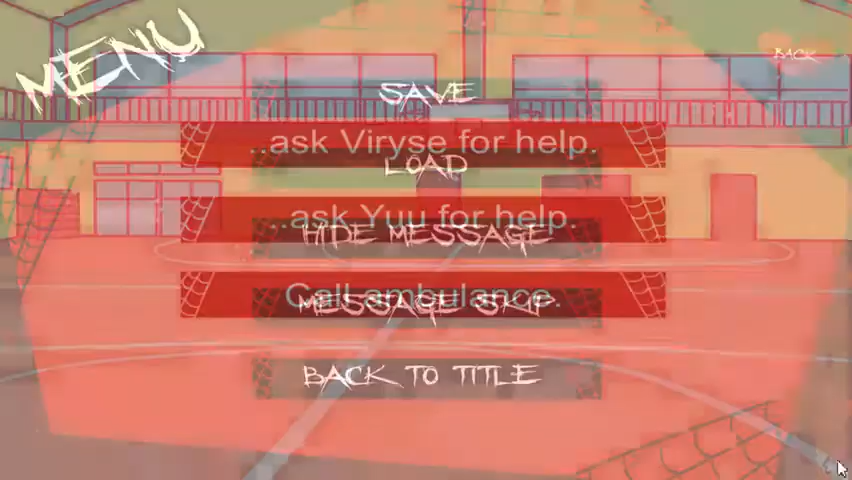 MENU
BACK
SAVE
..ask Viryse for help.
LOAD
..ask Yuu for help.
HIDE MESSAGE
Call ambulance.
MESSAGE SKIP
BACK TO TITLE